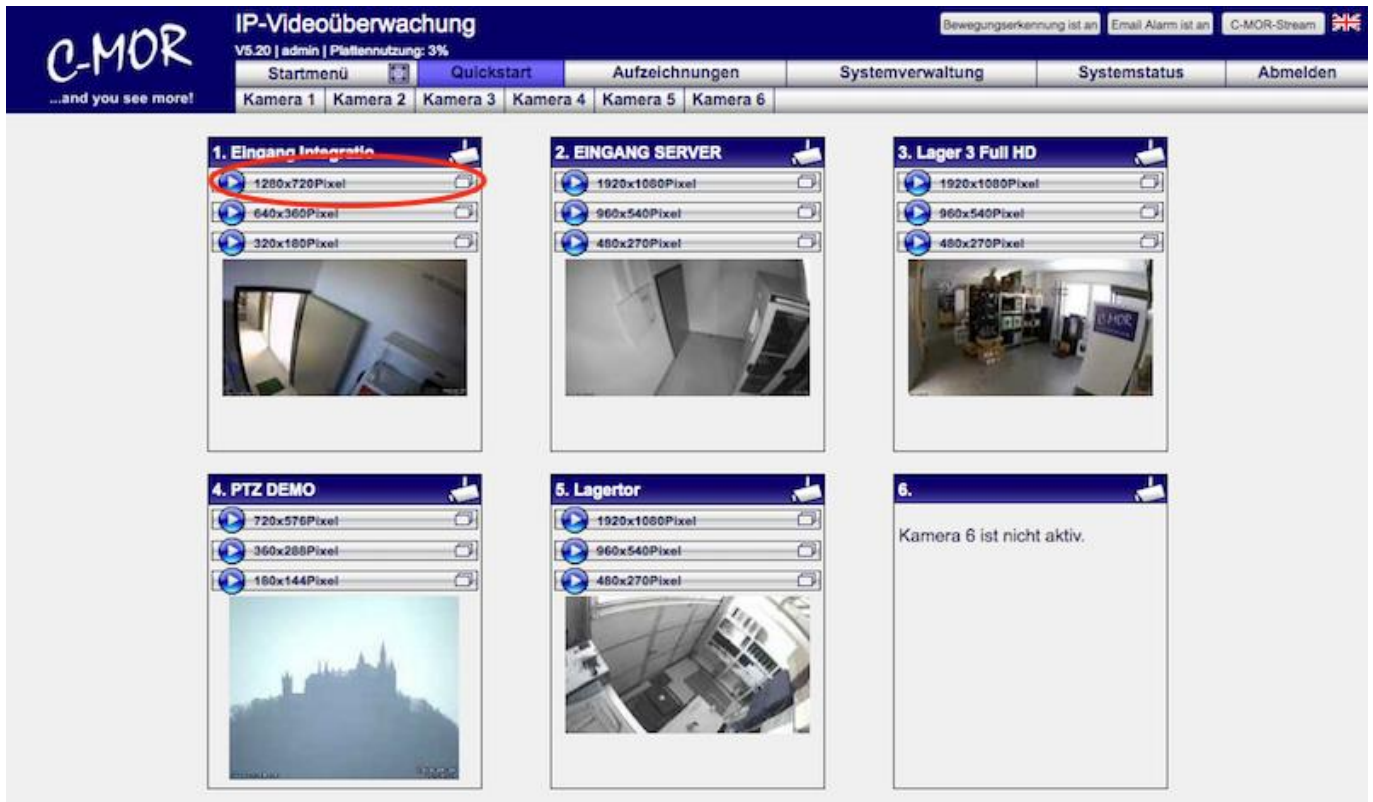 C-MOR
...and you see more!
IP-Videoüberwachung
V5.20 | admin | Plattennutzung: 3%
Bewegungserkennung ist an
Email Alarm ist an
C-MOR-Stream
Startmenü
Quickstart
Aufzeichnungen
Systemverwaltung
Systemstatus
Abmelden
Kamera 1
Kamera 2
Kamera 3
Kamera 4
Kamera 5
Kamera 6
1. Eingang Integratio
1280x720Pixel
640x360Pixel
320x180Pixel
2. EINGANG SERVER
1920x1080Pixel
960x540Pixel
480x270Pixel
3. Lager 3 Full HD
1920x1080Pixel
960x540Pixel
480x270Pixel
C-MOR
4. PTZ DEMO
720x576Pixel
360x288Pixel
180x144Pixel
5. Lagertor
1920x1080Pixel
960x540Pixel
480x270Pixel
6.
Kamera 6 ist nicht aktiv.